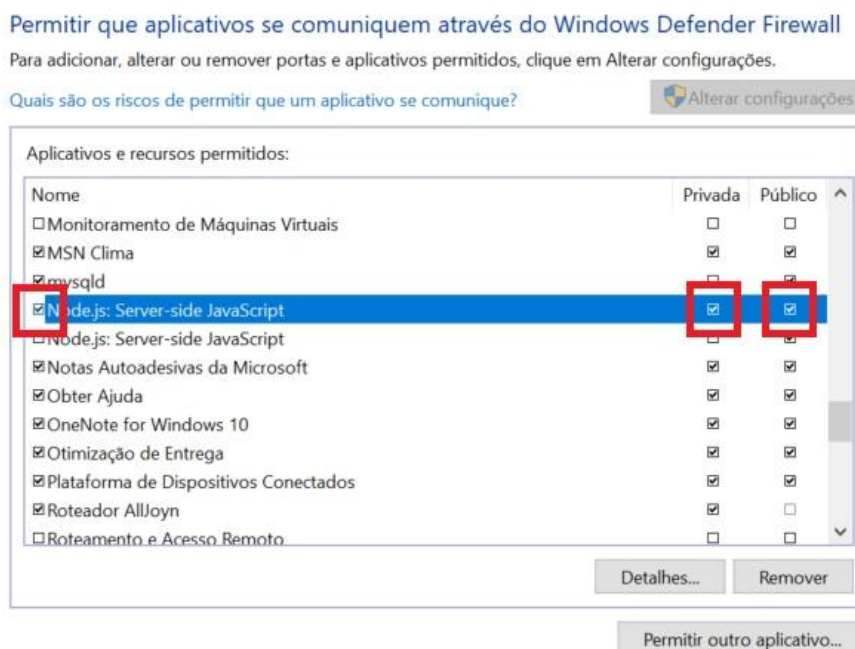 Permitir que aplicativos se comuniquem através do Windows Defender Firewall
Para adicionar, alterar ou remover portas e aplicativos permitidos, clique em Alterar configurações.
Quais são os riscos de permitir que um aplicativo se comunique?
Alterar configurações
Aplicativos e recursos permitidos:
Nome Privada Público
Monitoramento de Máquinas Virtuais
MSN Clima
mysqld
Node.js: Server-side JavaScript
Node.js: Server-side JavaScript
Notas Autoadesivas da Microsoft
Obter Ajuda
OneNote for Windows 10
Otimização de Entrega
Plataforma de Dispositivos Conectados
Roteador AllJoyn
Roteamento e Acesso Remoto
Detalhes... Remover
Permitir outro aplicativo...